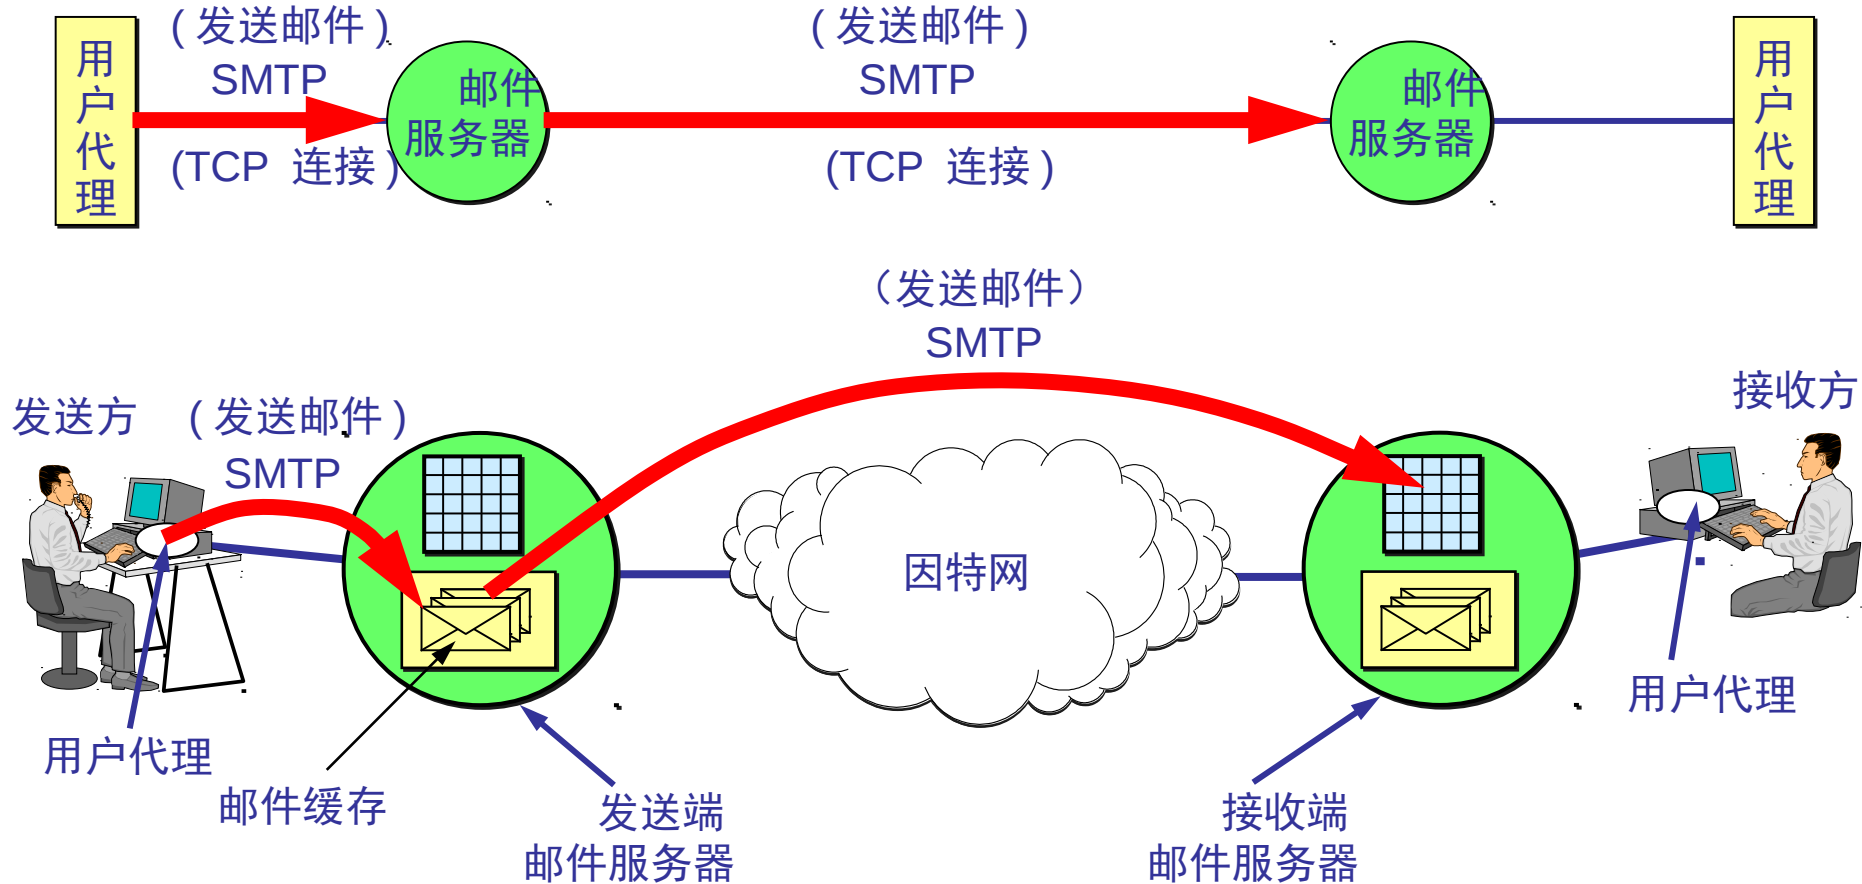 用户代理
( 发送邮件 )
SMTP
(TCP 连接 )
邮件
服务器
( 发送邮件 )
SMTP
(TCP 连接 )
邮件
服务器
用户代理
（发送邮件）
SMTP
发送方
( 发送邮件 )
SMTP
接收方
因特网
用户代理
邮件缓存
发送端
邮件服务器
接收端
邮件服务器
用户代理